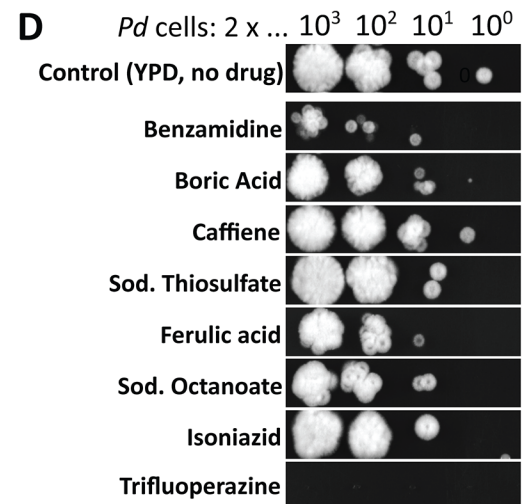 D
Pd cells: 2 x ... 10³ 10² 10¹ 10⁰
Control (YPD, no drug)
0
Benzamidine
Boric Acid
Caffiene
Sod. Thiosulfate
Ferulic acid
Sod. Octanoate
Isoniazid
Trifluoperazine